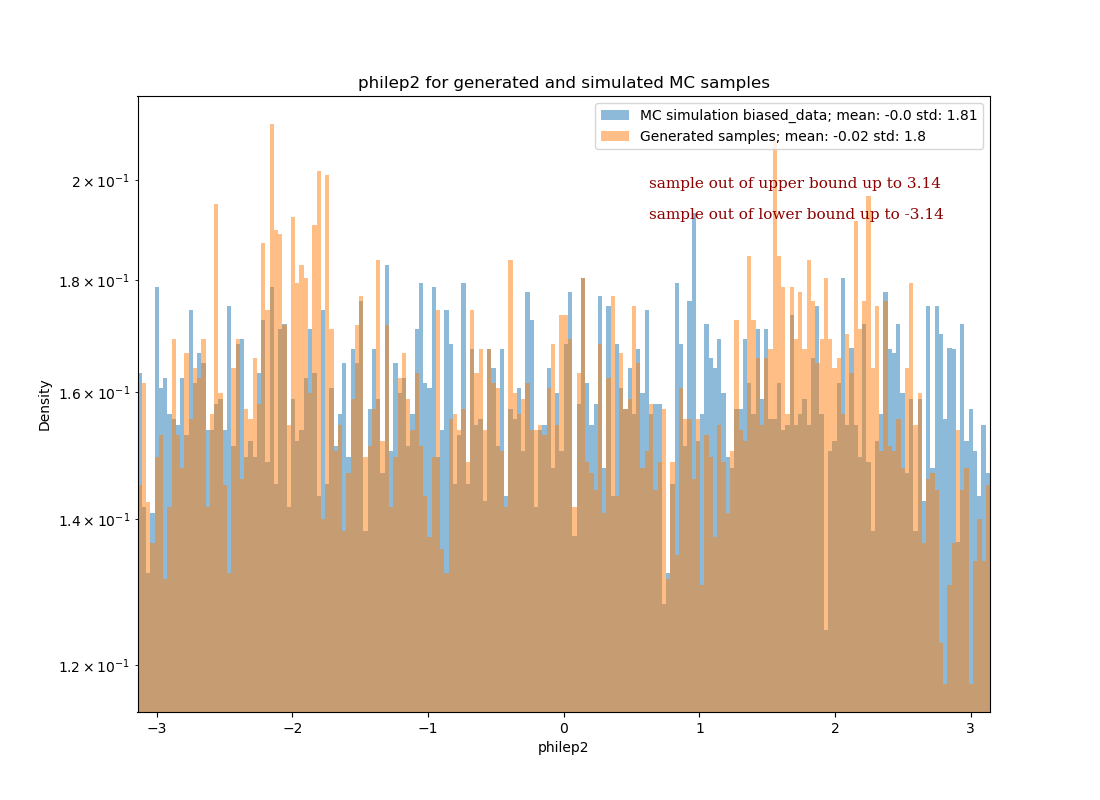 philep2 for generated and simulated MC samples
MC simulation biased_data; mean: -0.0 std: 1.81
Generated samples; mean: -0.02 std: 1.8
sample out of upper bound up to 3.14
sample out of lower bound up to -3.14
2 × 10⁻¹
1.8 × 10⁻¹
1.6 × 10⁻¹
1.4 × 10⁻¹
1.2 × 10⁻¹
Density
−3 −2 −1 0 1 2 3
philep2